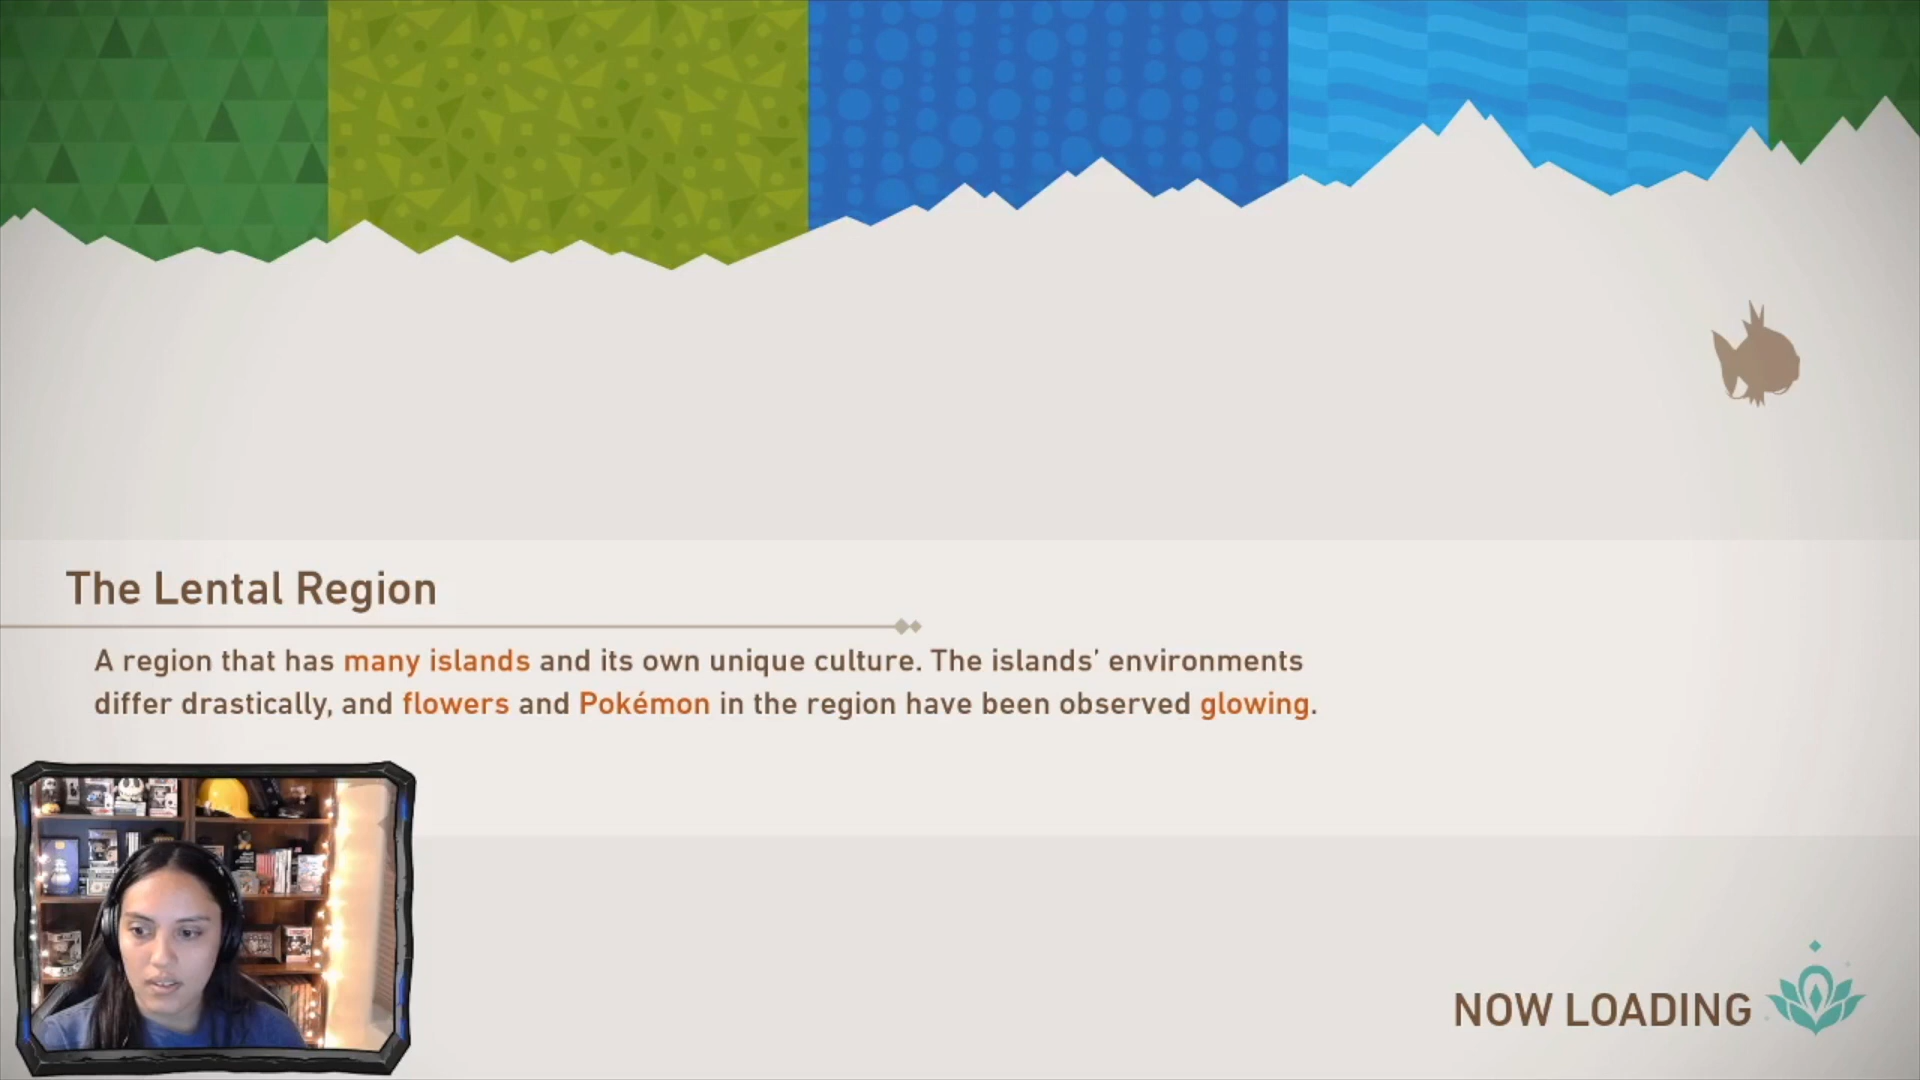 The Lental Region
A region that has many islands and its own unique culture. The islands' environments
differ drastically, and flowers and Pokémon in the region have been observed glowing.
NOW LOADING